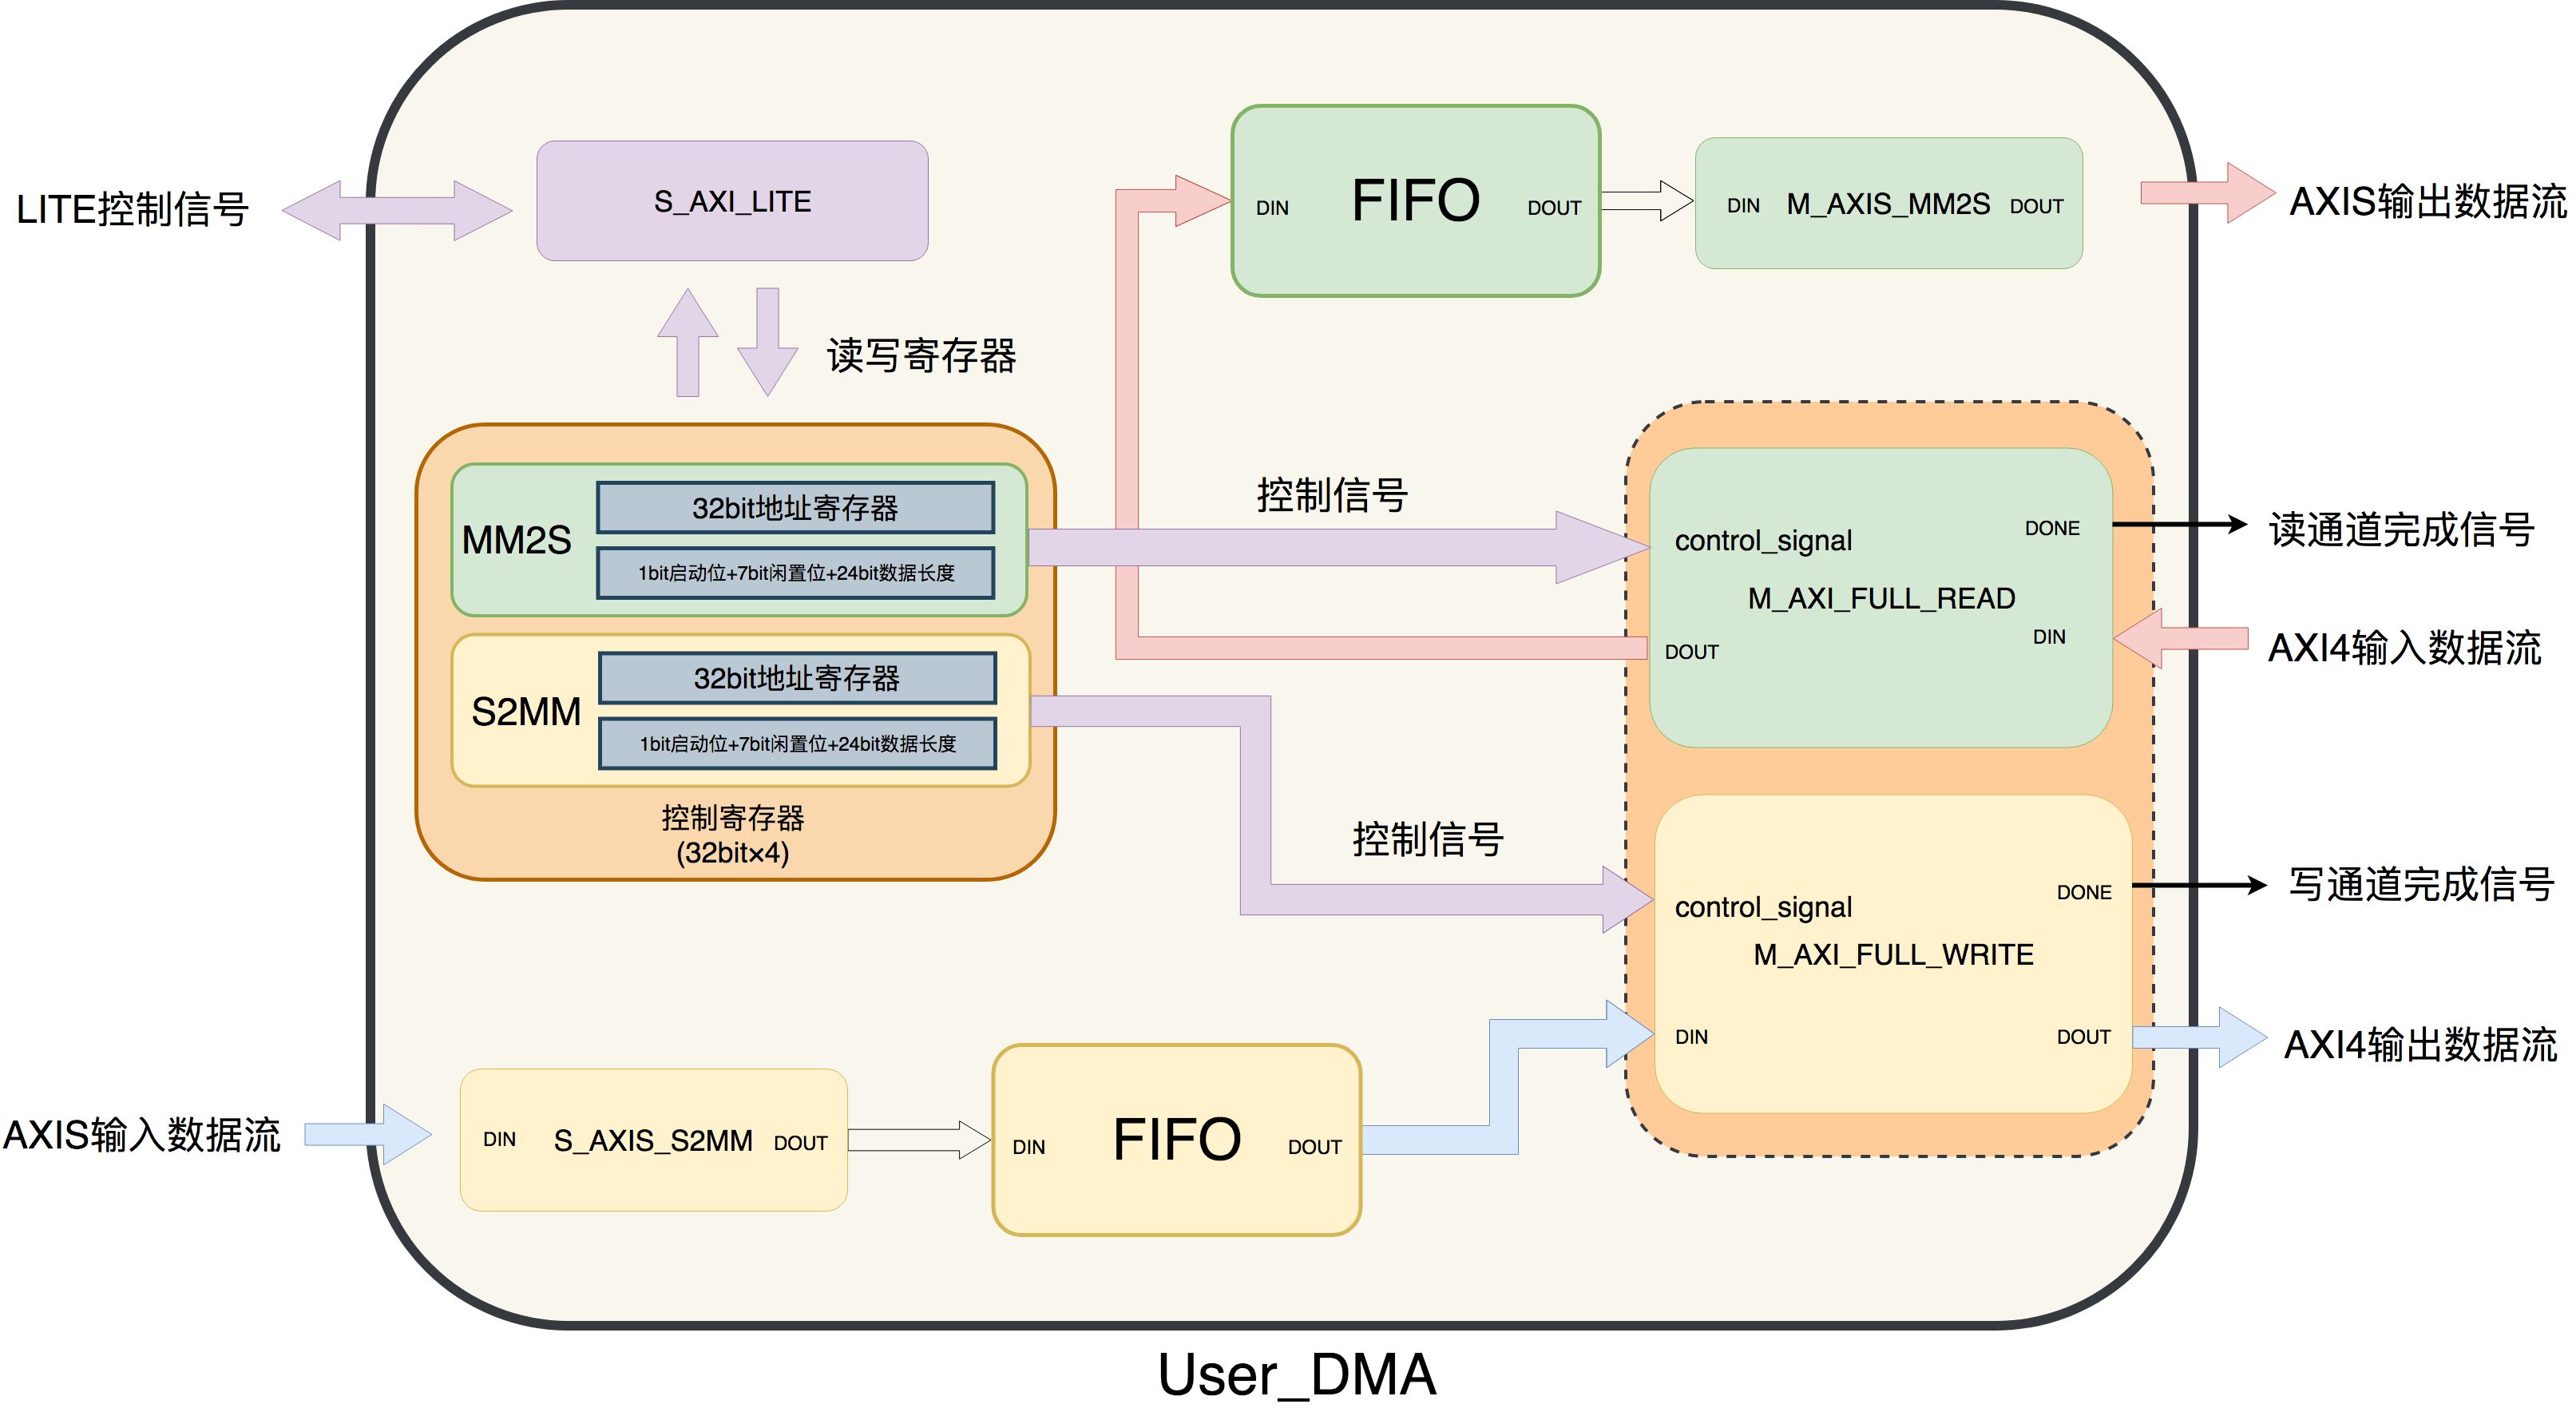 LITE控制信号
S_AXI_LITE
读写寄存器
DIN
FIFO
DOUT
DIN
M_AXIS_MM2S
DOUT
AXIS输出数据流
MM2S
32bit地址寄存器
1bit启动位+7bit闲置位+24bit数据长度
S2MM
32bit地址寄存器
1bit启动位+7bit闲置位+24bit数据长度
控制寄存器
(32bit×4)
控制信号
control_signal
DONE
M_AXI_FULL_READ
DIN
DOUT
读通道完成信号
AXI4输入数据流
控制信号
control_signal
DONE
M_AXI_FULL_WRITE
DIN
DOUT
写通道完成信号
AXI4输出数据流
AXIS输入数据流
DIN
S_AXIS_S2MM
DOUT
DIN
FIFO
DOUT
User_DMA